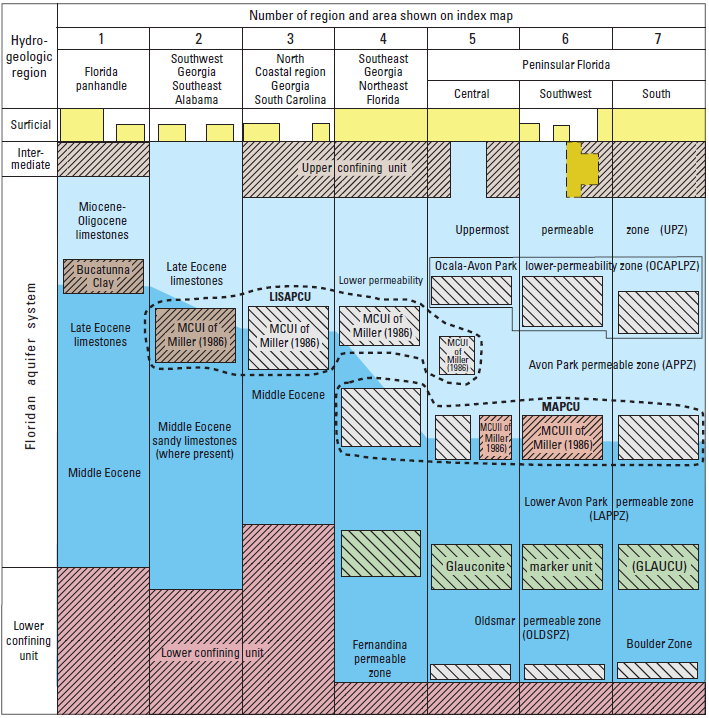 Number of region and area shown on index map
Hydro-
geologic
region
1
2
3
4
5
6
7
Florida
panhandle
Southwest
Georgia
Southeast
Alabama
North
Coastal region
Georgia
South Carolina
Southeast
Georgia
Northeast
Florida
Peninsular Florida
Central
Southwest
South
Surficial
Inter-
mediate
Upper confining unit
Floridan aquifer system
Miocene-
Oligocene
limestones
Bucatunna
Clay
Late Eocene
limestones
Middle Eocene
Late Eocene
limestones
MCUI of
Miller (1986)
Middle Eocene
sandy limestones
(where present)
LISAPCU
MCUI of
Miller (1986)
Middle Eocene
Lower permeability
MCUI of
Miller (1986)
Uppermost permeable zone (UPZ)
Ocala-Avon Park lower-permeability zone (OCAPLPZ)
MCUI
of
Miller
(1986)
Avon Park permeable zone (APPZ)
MAPCU
MCUII of
Miller
1986)
MCUII of
Miller (1986)
Lower Avon Park permeable zone
(LAPPZ)
Glauconite marker unit (GLAUCU)
Oldsmar permeable zone
(OLDSPZ)
Boulder Zone
Fernandina
permeable
zone
Lower
confining
unit
Lower confining unit